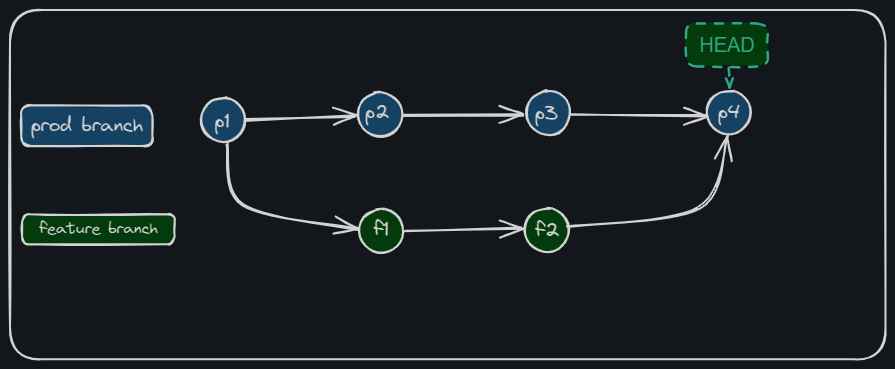 HEAD
prod branch
p1
p2
p3
p4
feature branch
f1
f2